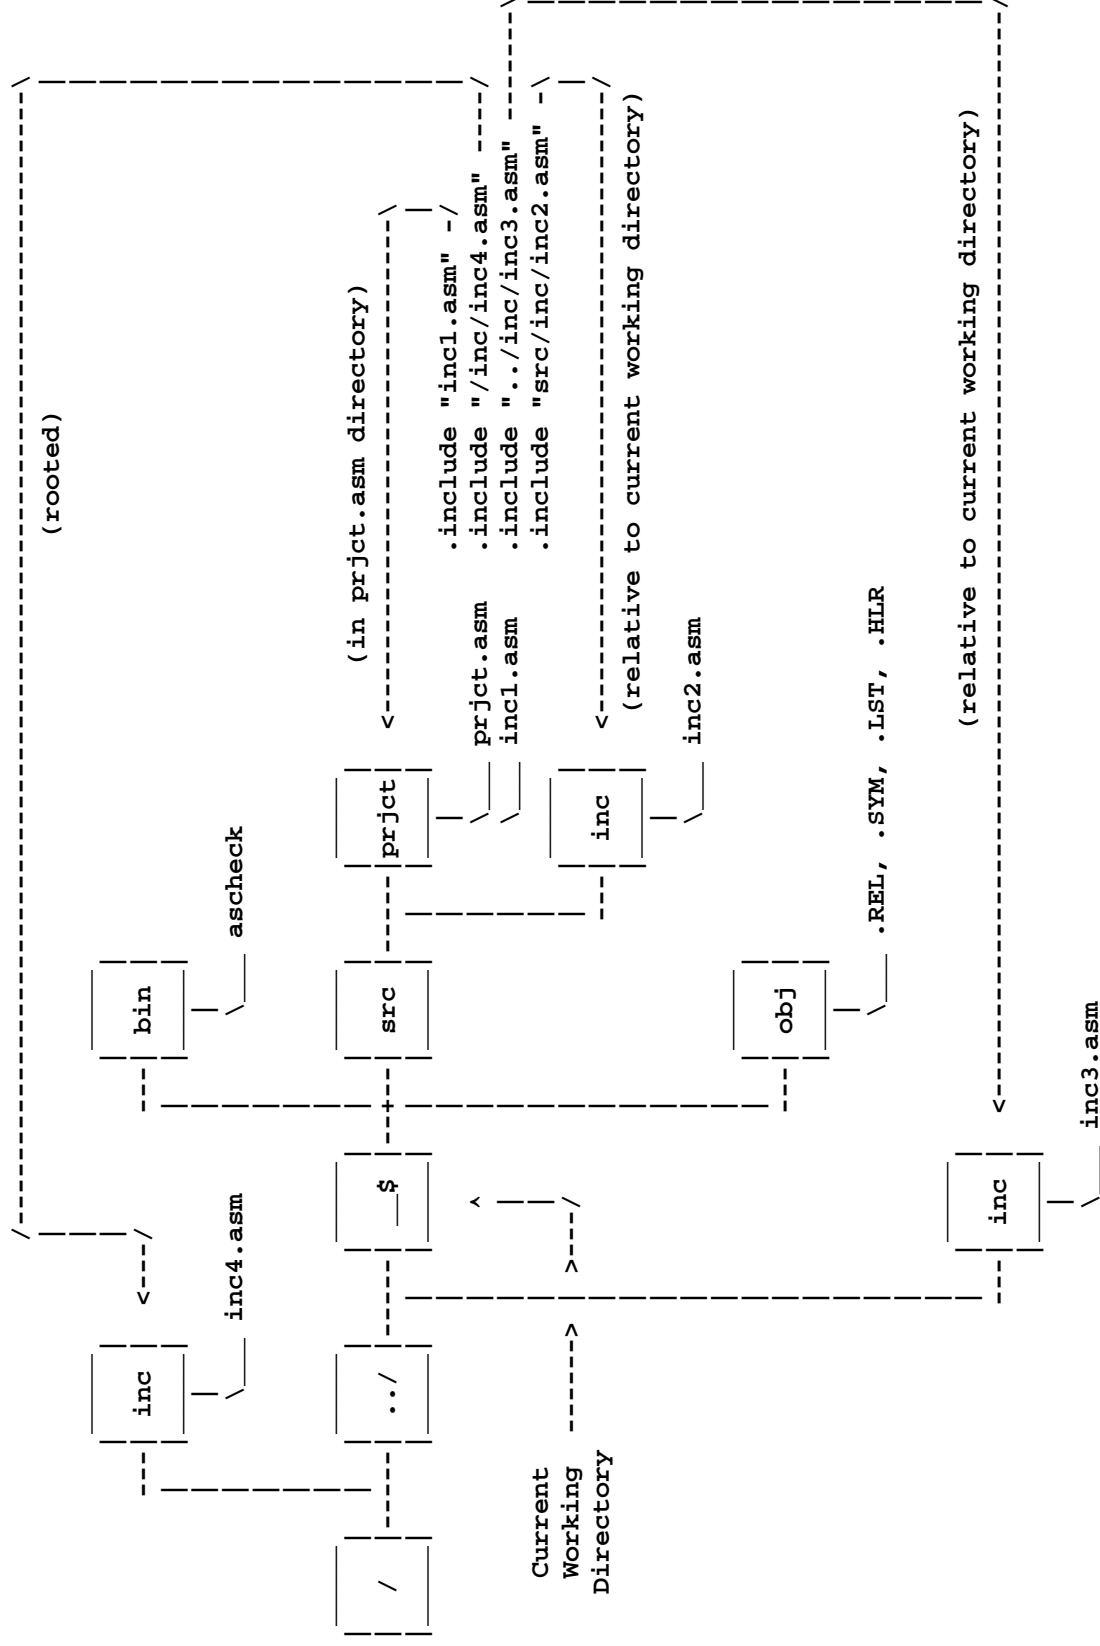 (rooted)
inc bin
inc4.asm ascheck
(in prjct.asm directory)
/ ../ _$ src prjct
.include "inc1.asm"
prjct.asm .include "/inc/inc4.asm"
inc1.asm .include "../inc/inc3.asm"
Current .include "src/inc/inc2.asm"
Working
Directory inc
(relative to current working directory)
inc2.asm
obj
.REL, .SYM, .LST, .HLR
(relative to current working directory)
inc
inc3.asm